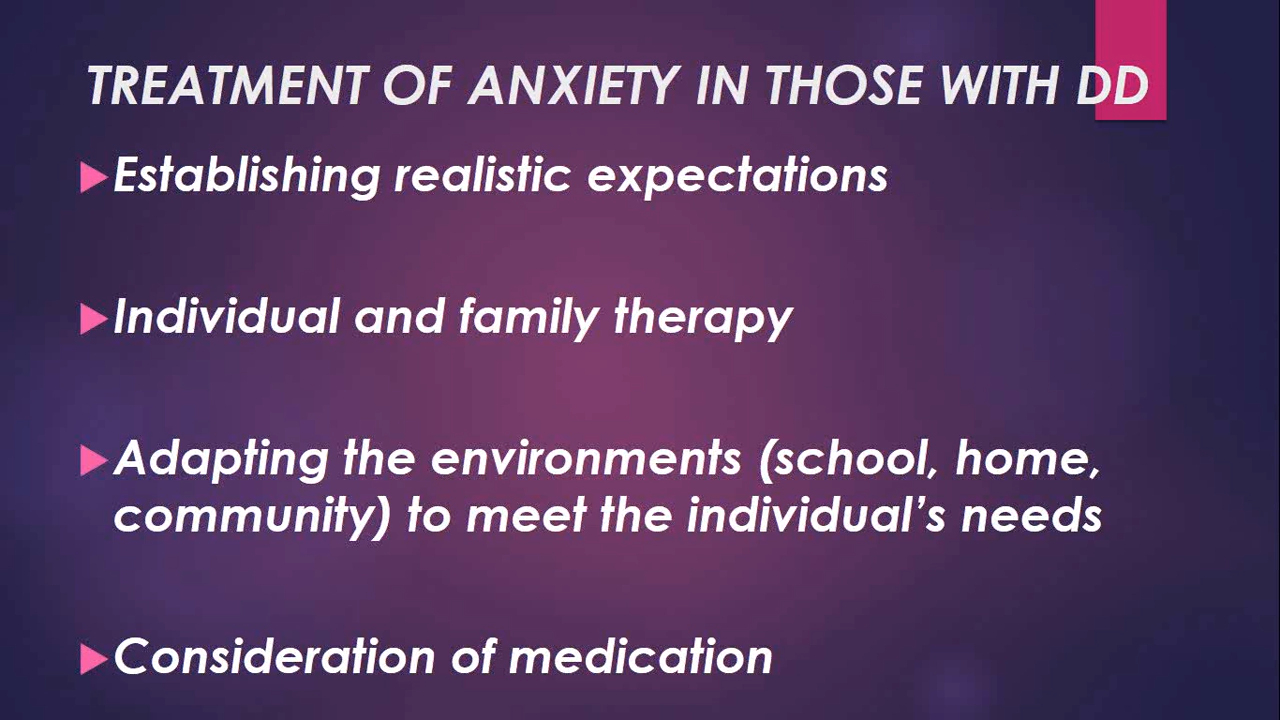 TREATMENT OF ANXIETY IN THOSE WITH DD
Establishing realistic expectations
Individual and family therapy
Adapting the environments (school, home,
community) to meet the individual’s needs
Consideration of medication